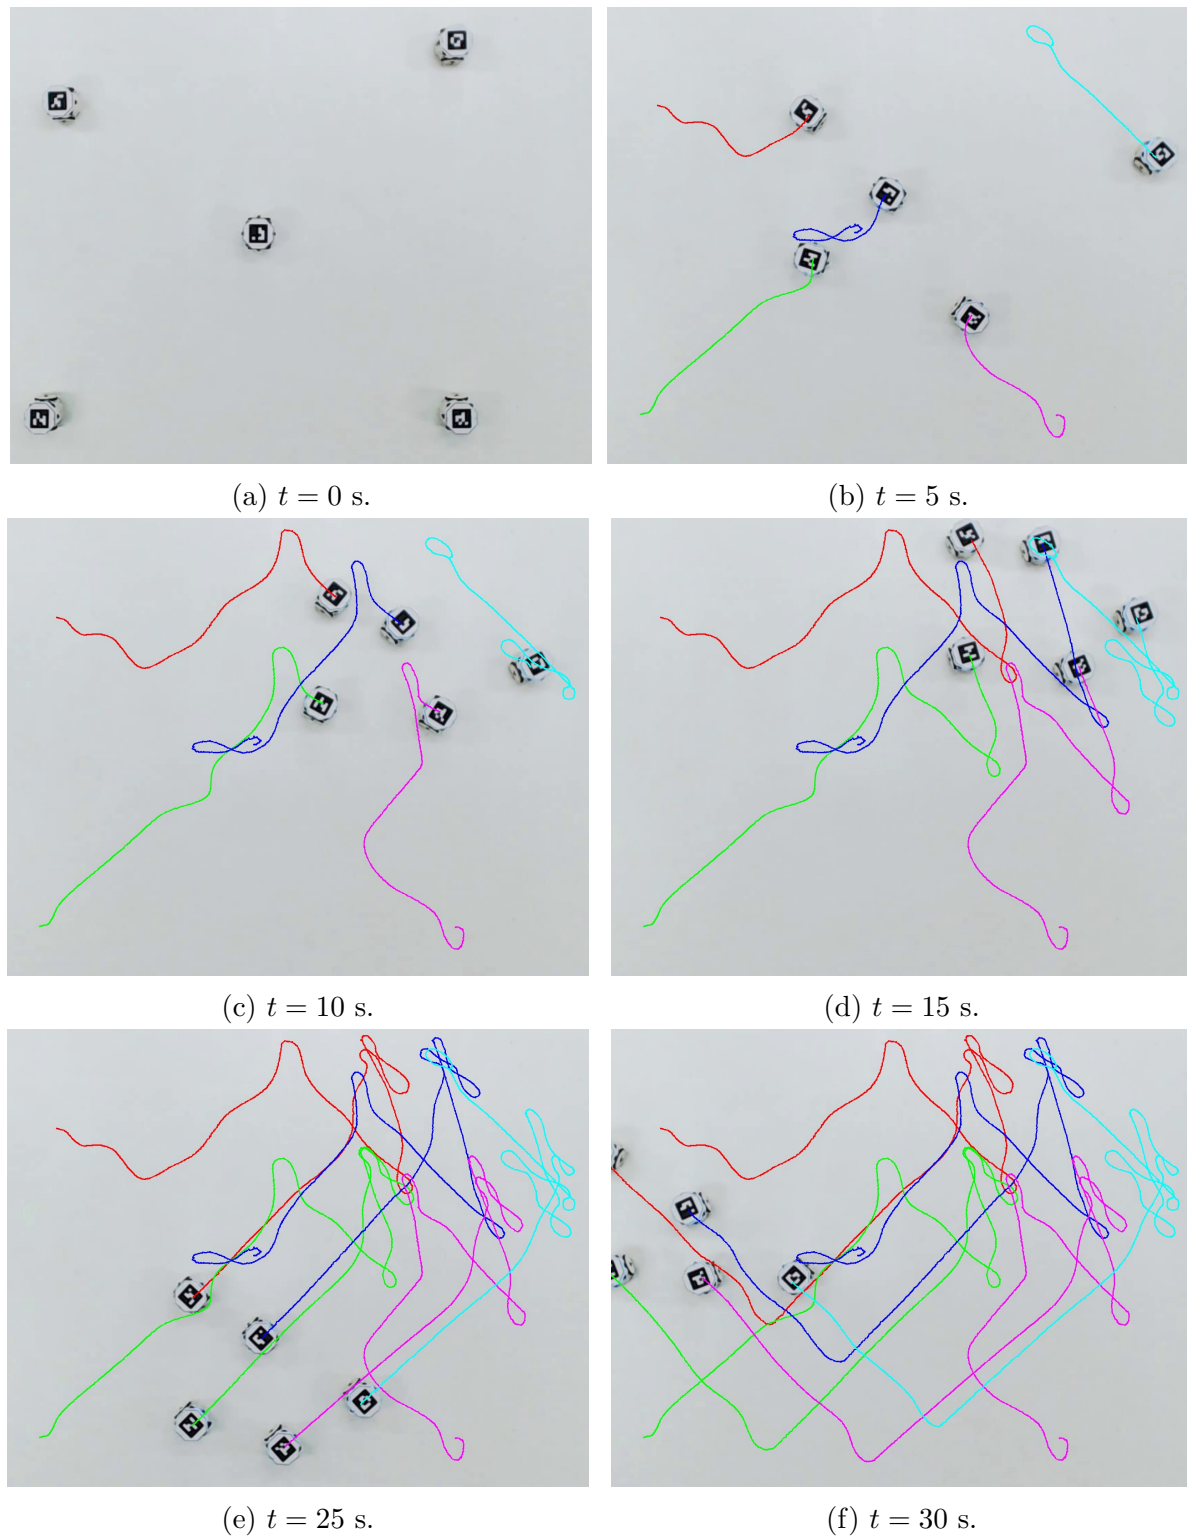 (a) t = 0 s.
(b) t = 5 s.
(c) t = 10 s.
(d) t = 15 s.
(e) t = 25 s.
(f) t = 30 s.